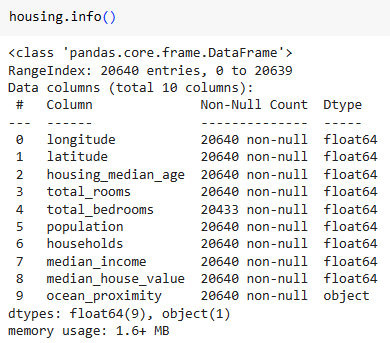 housing.info()
<class 'pandas.core.frame.DataFrame'>
RangeIndex: 20640 entries, 0 to 20639
Data columns (total 10 columns):
 #   Column              Non-Null Count  Dtype
---  ------              --------------  -----
 0   longitude           20640 non-null  float64
 1   latitude            20640 non-null  float64
 2   housing_median_age  20640 non-null  float64
 3   total_rooms         20640 non-null  float64
 4   total_bedrooms      20433 non-null  float64
 5   population          20640 non-null  float64
 6   households          20640 non-null  float64
 7   median_income       20640 non-null  float64
 8   median_house_value  20640 non-null  float64
 9   ocean_proximity     20640 non-null  object
dtypes: float64(9), object(1)
memory usage: 1.6+ MB